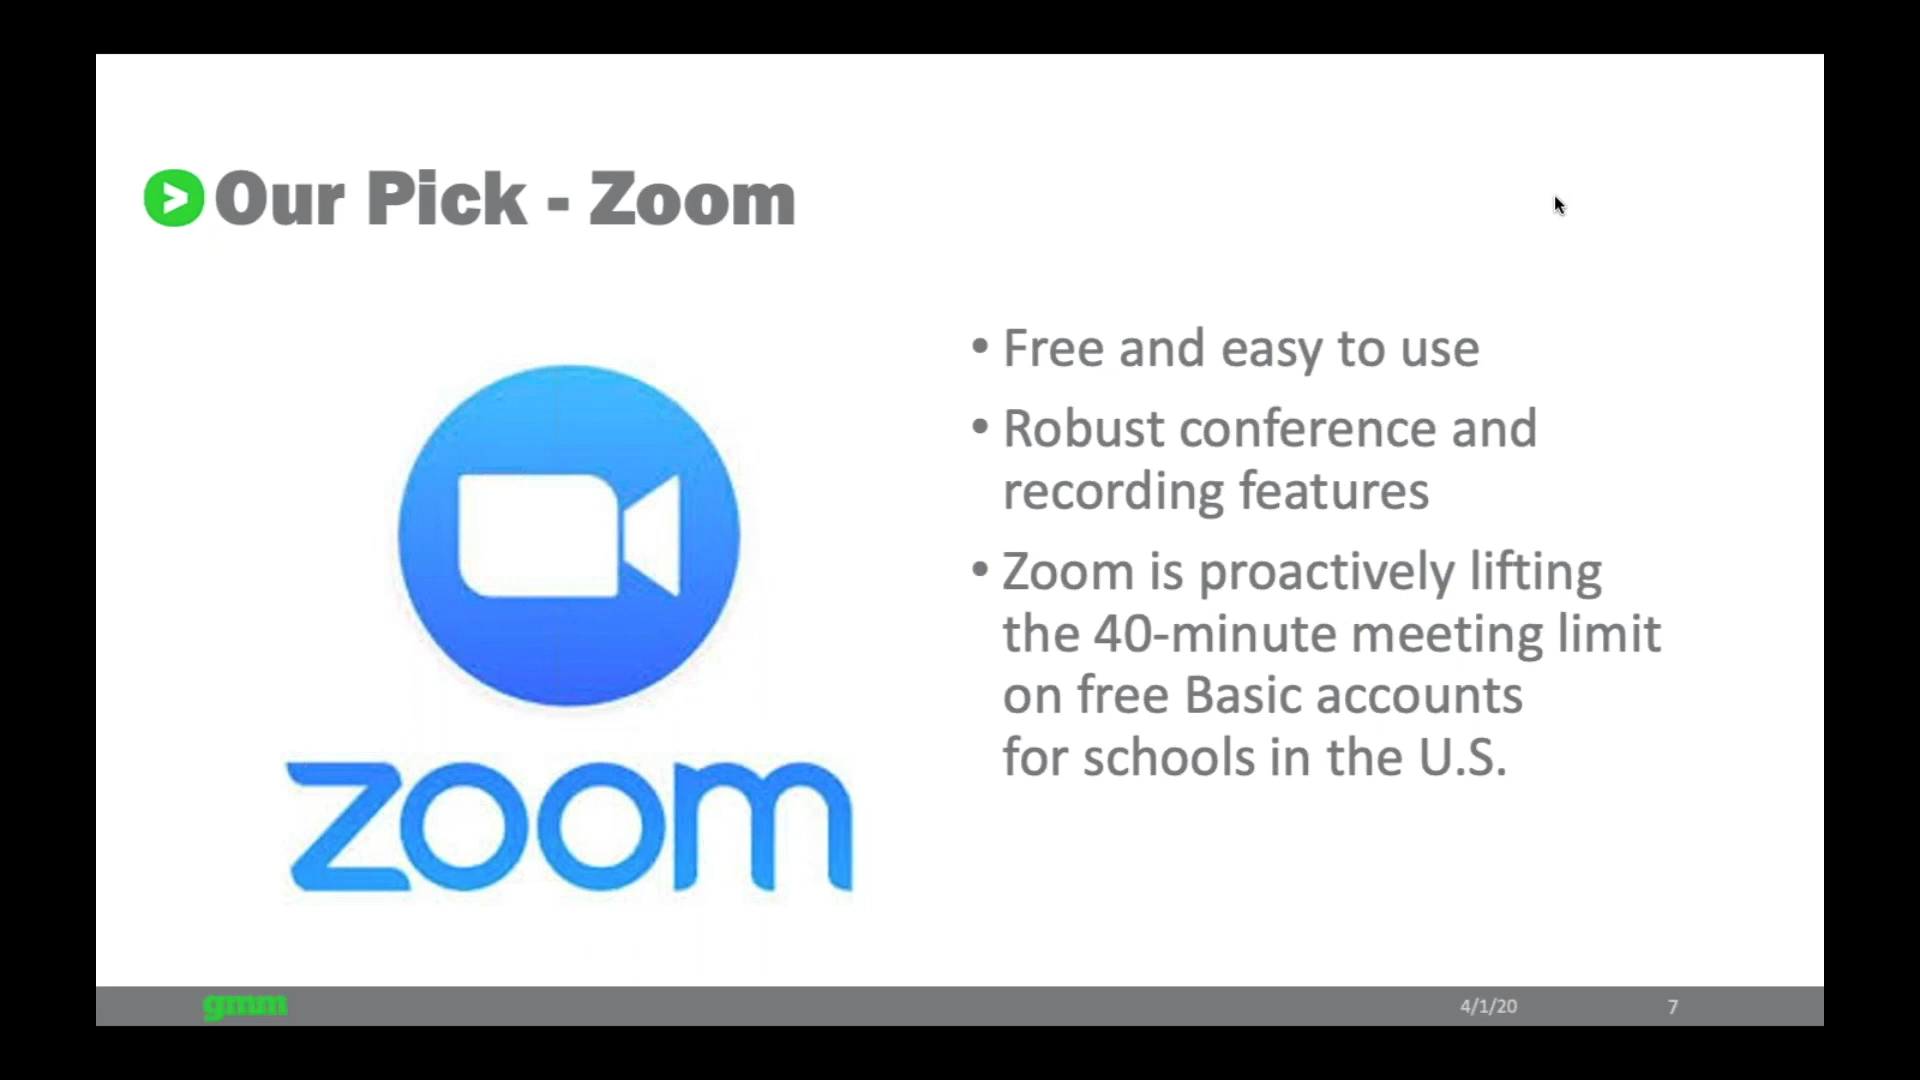 Our Pick - Zoom
• Free and easy to use
• Robust conference and
recording features
• Zoom is proactively lifting
the 40-minute meeting limit
on free Basic accounts
for schools in the U.S.
zoom
gmm
4/1/20
7